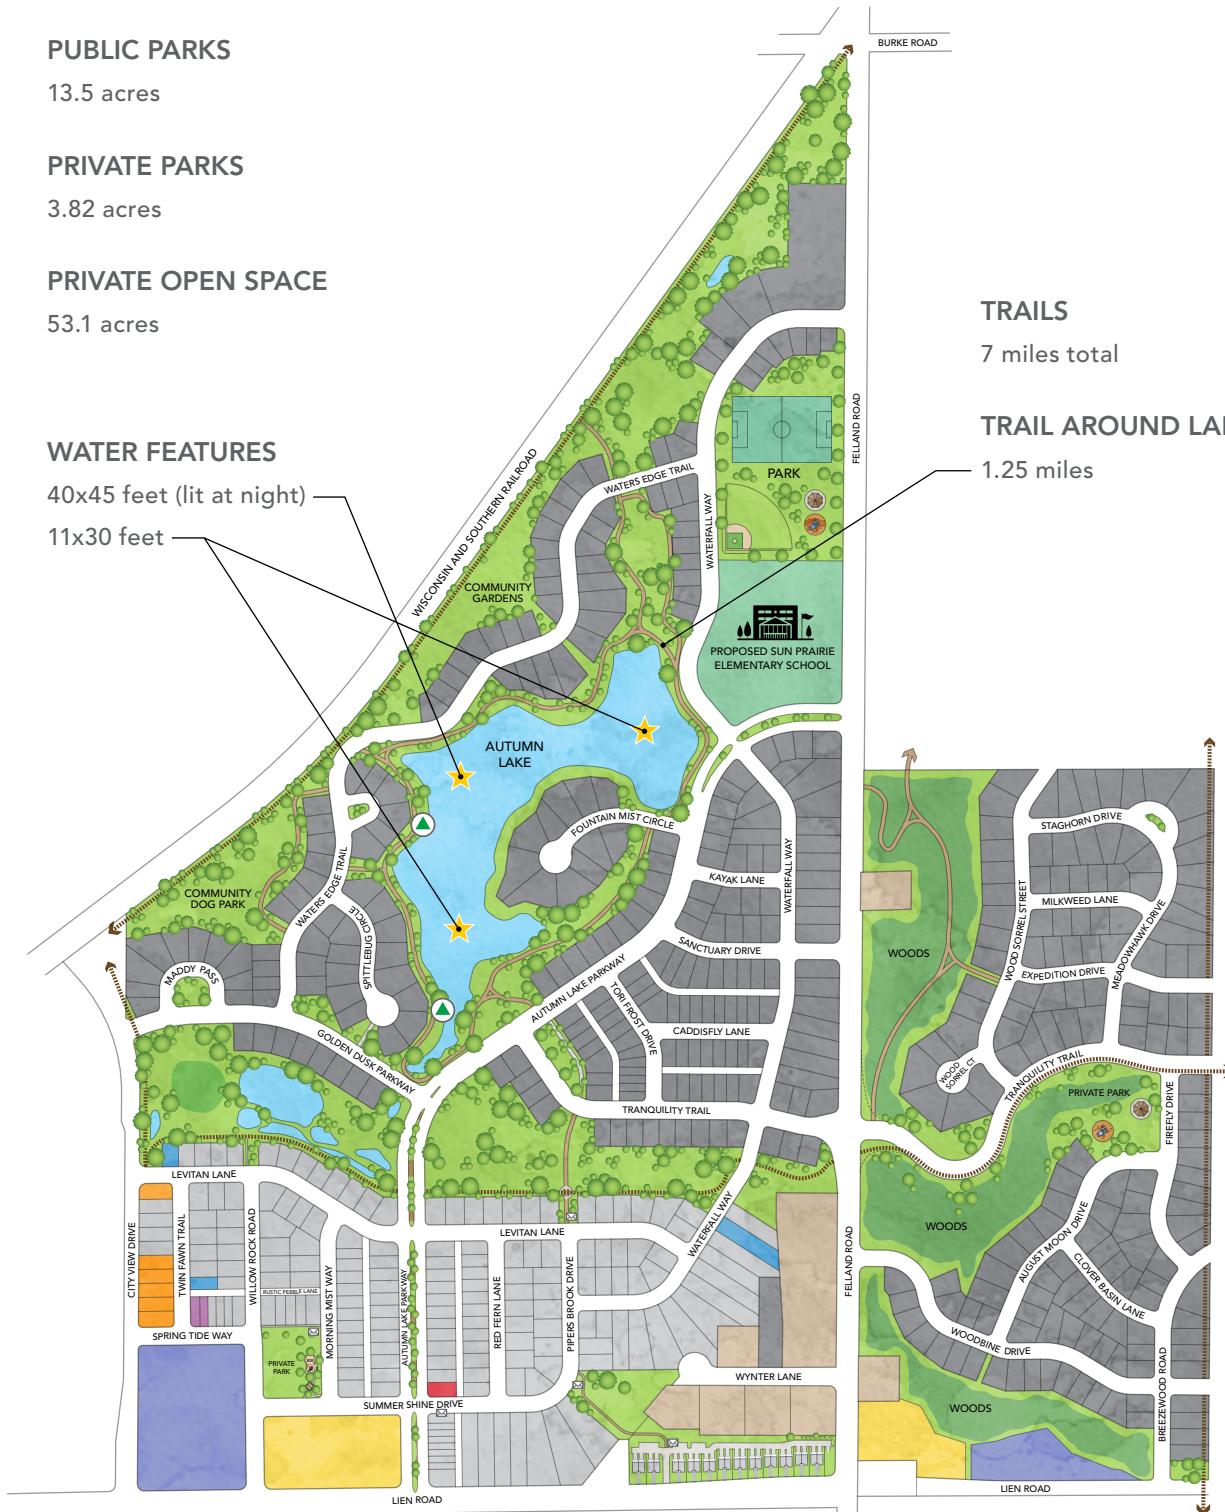 PUBLIC PARKS
13.5 acres
PRIVATE PARKS
3.82 acres
PRIVATE OPEN SPACE
53.1 acres
WATER FEATURES
40x45 feet (lit at night)
11x30 feet
TRAILS
7 miles total
TRAIL AROUND
1.25 miles
BURKE ROAD
FELLAND ROAD
WISCONSIN AND SOUTHERN RAILROAD
WATERS EDGE TRAIL
WATERFALL WAY
PARK
COMMUNITY
GARDENS
PROPOSED SUN PRAIRIE
ELEMENTARY SCHOOL
AUTUMN
LAKE
FOUNTAIN MIST CIRCLE
KAYAK LANE
WATERFALL WAY
SANCTUARY DRIVE
AUTUMN LAKE PARKWAY
TORI FROST DRIVE
CADDISFLY LANE
TRANQUILITY TRAIL
COMMUNITY
DOG PARK
WATERS EDGE TRAIL
SPITTLEBUG CIRCLE
MADDY PASS
GOLDEN DUSK PARKWAY
STAGHORN DRIVE
MILKWEED LANE
WOOD SORREL STREET
MEADOWHAWK DRIVE
EXPEDITION DRIVE
WOODS
WOOD
SORREL CT
TRANQUILITY TRAIL
PRIVATE PARK
FIREFLY DRIVE
WOODS
AUGUST MOON DRIVE
CLOVER BASIN LANE
WOODBINE DRIVE
BREEZEWOOD ROAD
WOODS
LEVITAN LANE
CITY VIEW DRIVE
TWIN FAWN TRAIL
WILLOW ROCK ROAD
RUSTIC PEBBLE LANE
MORNING MIST WAY
AUTUMN LAKE PARKWAY
SPRING TIDE WAY
PRIVATE
PARK
LEVITAN LANE
RED FERN LANE
PIPERS BROOK DRIVE
WATERFALL WAY
FELLAND ROAD
SUMMER SHINE DRIVE
WYNTER LANE
LIEN ROAD
LIEN ROAD